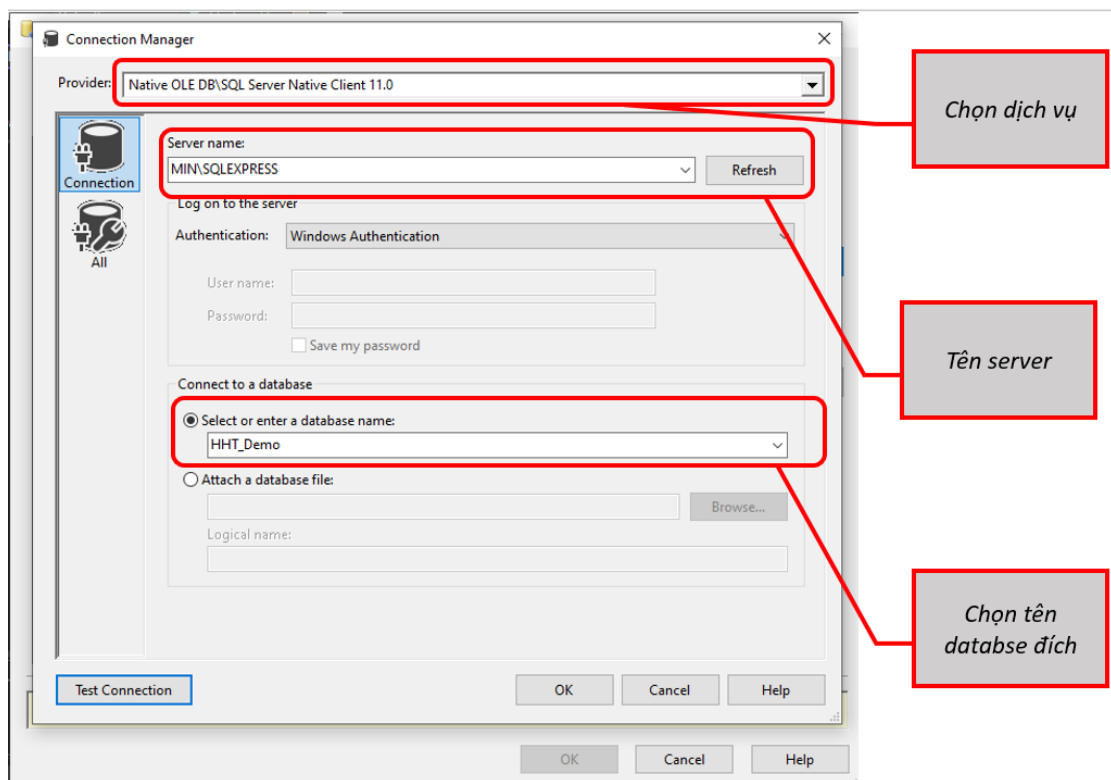 Connection Manager
Provider:
Native OLE DB\SQL Server Native Client 11.0
Chọn dịch vụ
Connection
All
Server name:
MIN\SQLEXPRESS
Refresh
Log on to the server
Authentication:
Windows Authentication
User name:
Password:
Save my password
Tên server
Connect to a database
Select or enter a database name:
HHT_Demo
Attach a database file:
Browse...
Logical name:
Chọn tên
databse đích
Test Connection
OK
Cancel
Help
OK
Cancel
Help